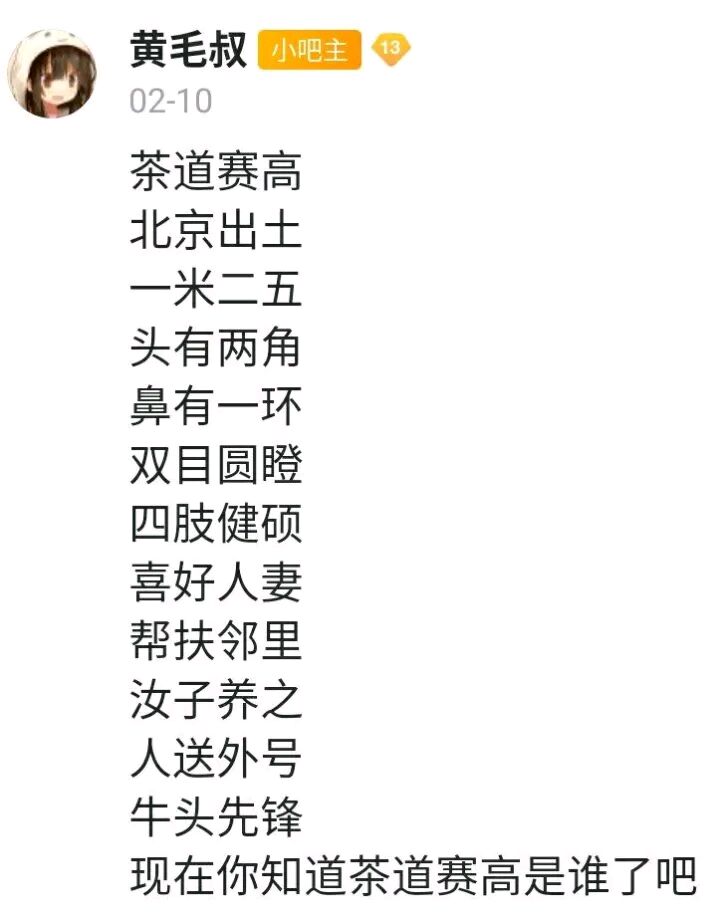 黄毛叔 小吧主 13
02-10
茶道赛高
北京出土
一米二五
头有两角
鼻有一环
双目圆瞪
四肢健硕
喜好人妻
帮扶邻里
汝子养之
人送外号
牛头先锋
现在你知道茶道赛高是谁了吧